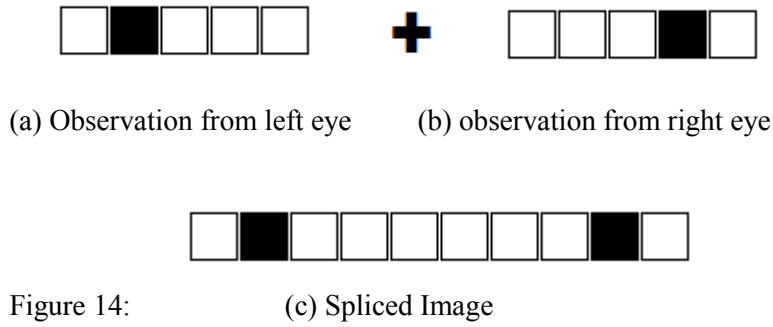 (a) Observation from left eye (b) observation from right eye
Figure 14: (c) Spliced Image